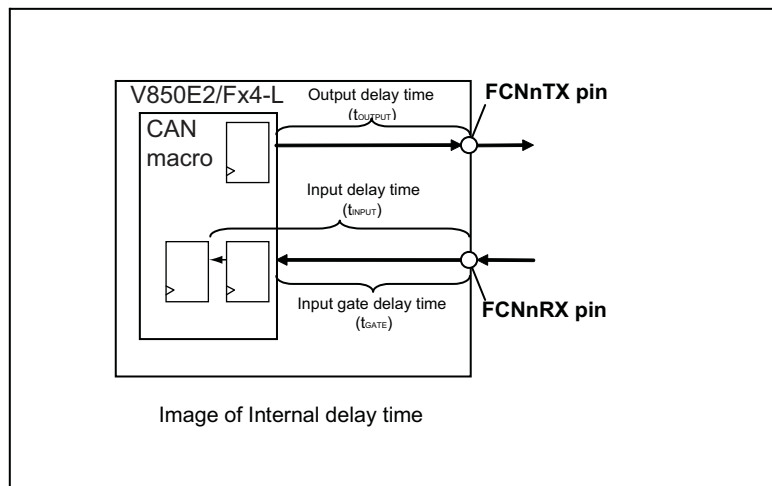 V850E2/Fx4-L
Output delay time
(tOUTPUT)
FCNnTX pin
CAN
macro
Input delay time
(tINPUT)
Input gate delay time
(tGATE)
FCNnRX pin
Image of Internal delay time